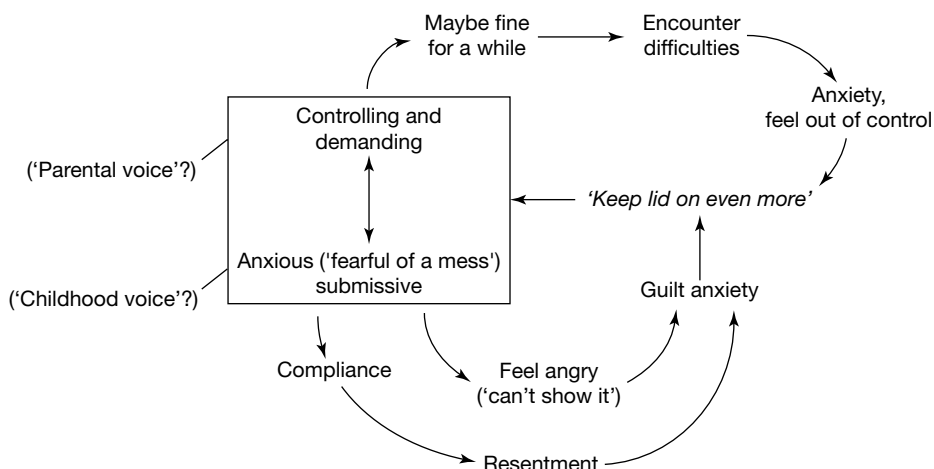 Maybe fine
for a while
Encounter
difficulties
Anxiety,
feel out of control
Controlling and
demanding
(‘Parental voice’?)
‘Keep lid on even more’
Anxious ('fearful of a mess')
submissive
(‘Childhood voice’?)
Guilt anxiety
Compliance
Feel angry
(‘can’t show it’)
Resentment